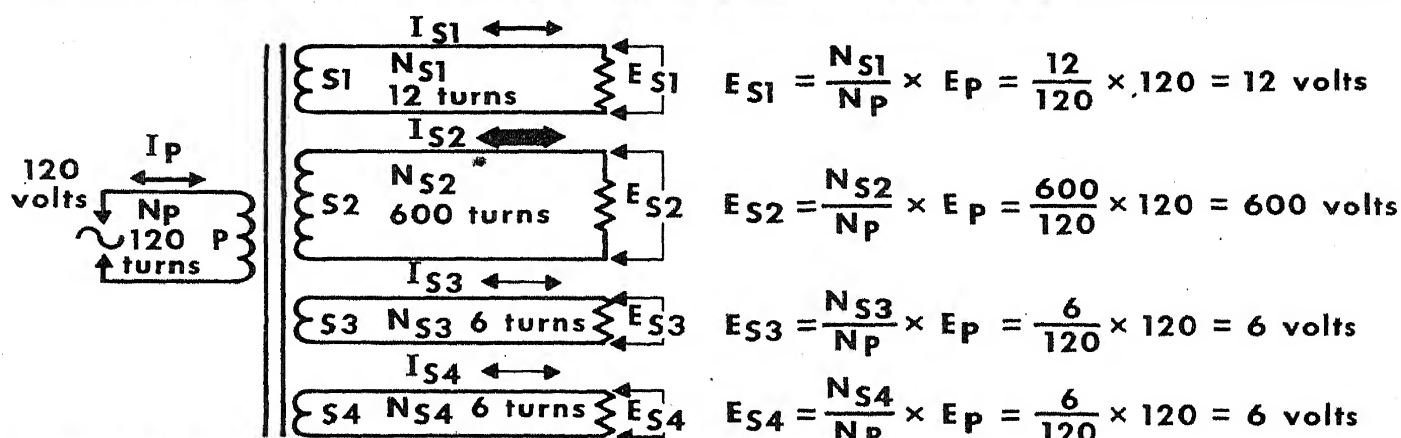 I S1
S1 N S1 E S1
12 turns
E S1 = N S1 / N P × E P = 12 / 120 × 120 = 12 volts
I S2
S2 N S2 E S2
600 turns
E S2 = N S2 / N P × E P = 600 / 120 × 120 = 600 volts
120
volts
I P
N P
120 P
turns
I S3
S3 N S3 6 turns E S3
E S3 = N S3 / N P × E P = 6 / 120 × 120 = 6 volts
I S4
S4 N S4 6 turns E S4
E S4 = N S4 / N P × E P = 6 / 120 × 120 = 6 volts